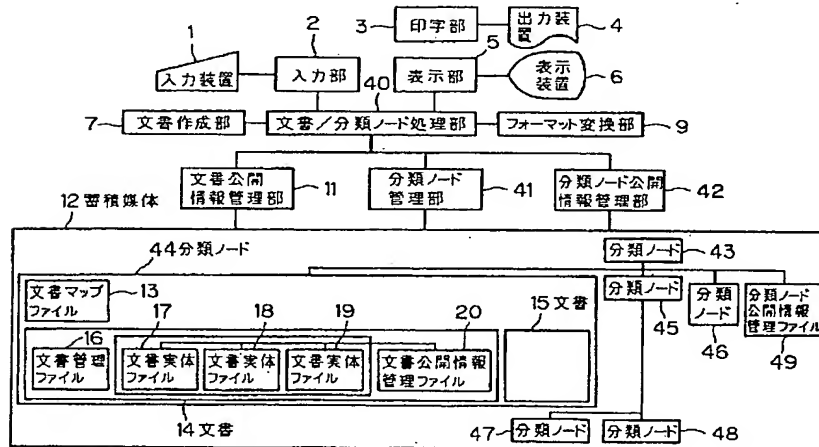 3
印字部
出力装
置
4
1
2
5
入力装置
入力部
表示部
表示
装置
6
40
7
文書作成部
文書／分類ノード処理部
フォーマット変換部
9
文書公開
情報管理部
11
分類ノード
管理部
41
分類ノード公開
情報管理部
42
12蓄積媒体
44分類ノード
分類ノード
43
文書マップ
ファイル
13
分類ノード
45
分類
ノード
46
分類ノード
公開情報
管理ファイル
49
15文書
16
文書管理
ファイル
17
文書実体
ファイル
18
文書実体
ファイル
19
文書実体
ファイル
20
文書公開情報
管理ファイル
14文書
47
分類ノード
分類ノード
48